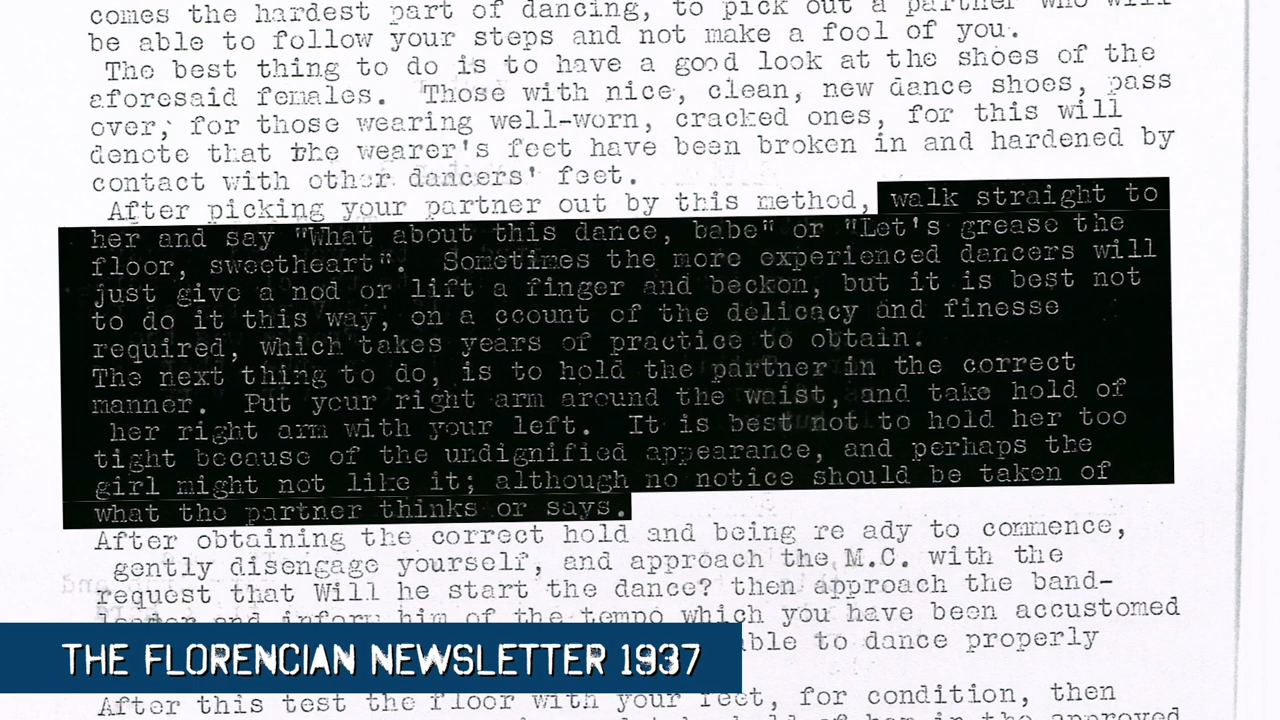 comes the hardest part of dancing, to pick out a partner who will
be able to follow your steps and not make a fool of you.
The best thing to do is to have a good look at the shoes of the
aforesaid females. Those with nice, clean, new dance shoes, pass
over, for those wearing well-worn, cracked ones, for this will
denote that the wearer's feet have been broken in and hardened by
contact with other dancers' feet.
After picking your partner out by this method, walk straight to
her and say "What about this dance, babe" or "Let's grease the
floor, sweetheart". Sometimes the more experienced dancers will
just give a nod or lift a finger and beckon, but it is best not
to do it this way, on a ccount of the delicacy and finesse
required, which takes years of practice to obtain.
The next thing to do, is to hold the partner in the correct
manner. Put your right arm around the waist, and take hold of
her right arm with your left. It is best not to hold her too
tight because of the undignified appearance, and perhaps the
girl might not like it; although no notice should be taken of
what the partner thinks or says.
After obtaining the correct hold and being re ady to commence,
gently disengage yourself, and approach the M.C. with the
request that Will he start the dance? then approach the band-
leader and inform him of the tempo which you have been accustomed
able to dance properly
THE FLORENCIAN NEWSLETTER 1937
After this test the floor with your feet, for condition, then
of her in the approved